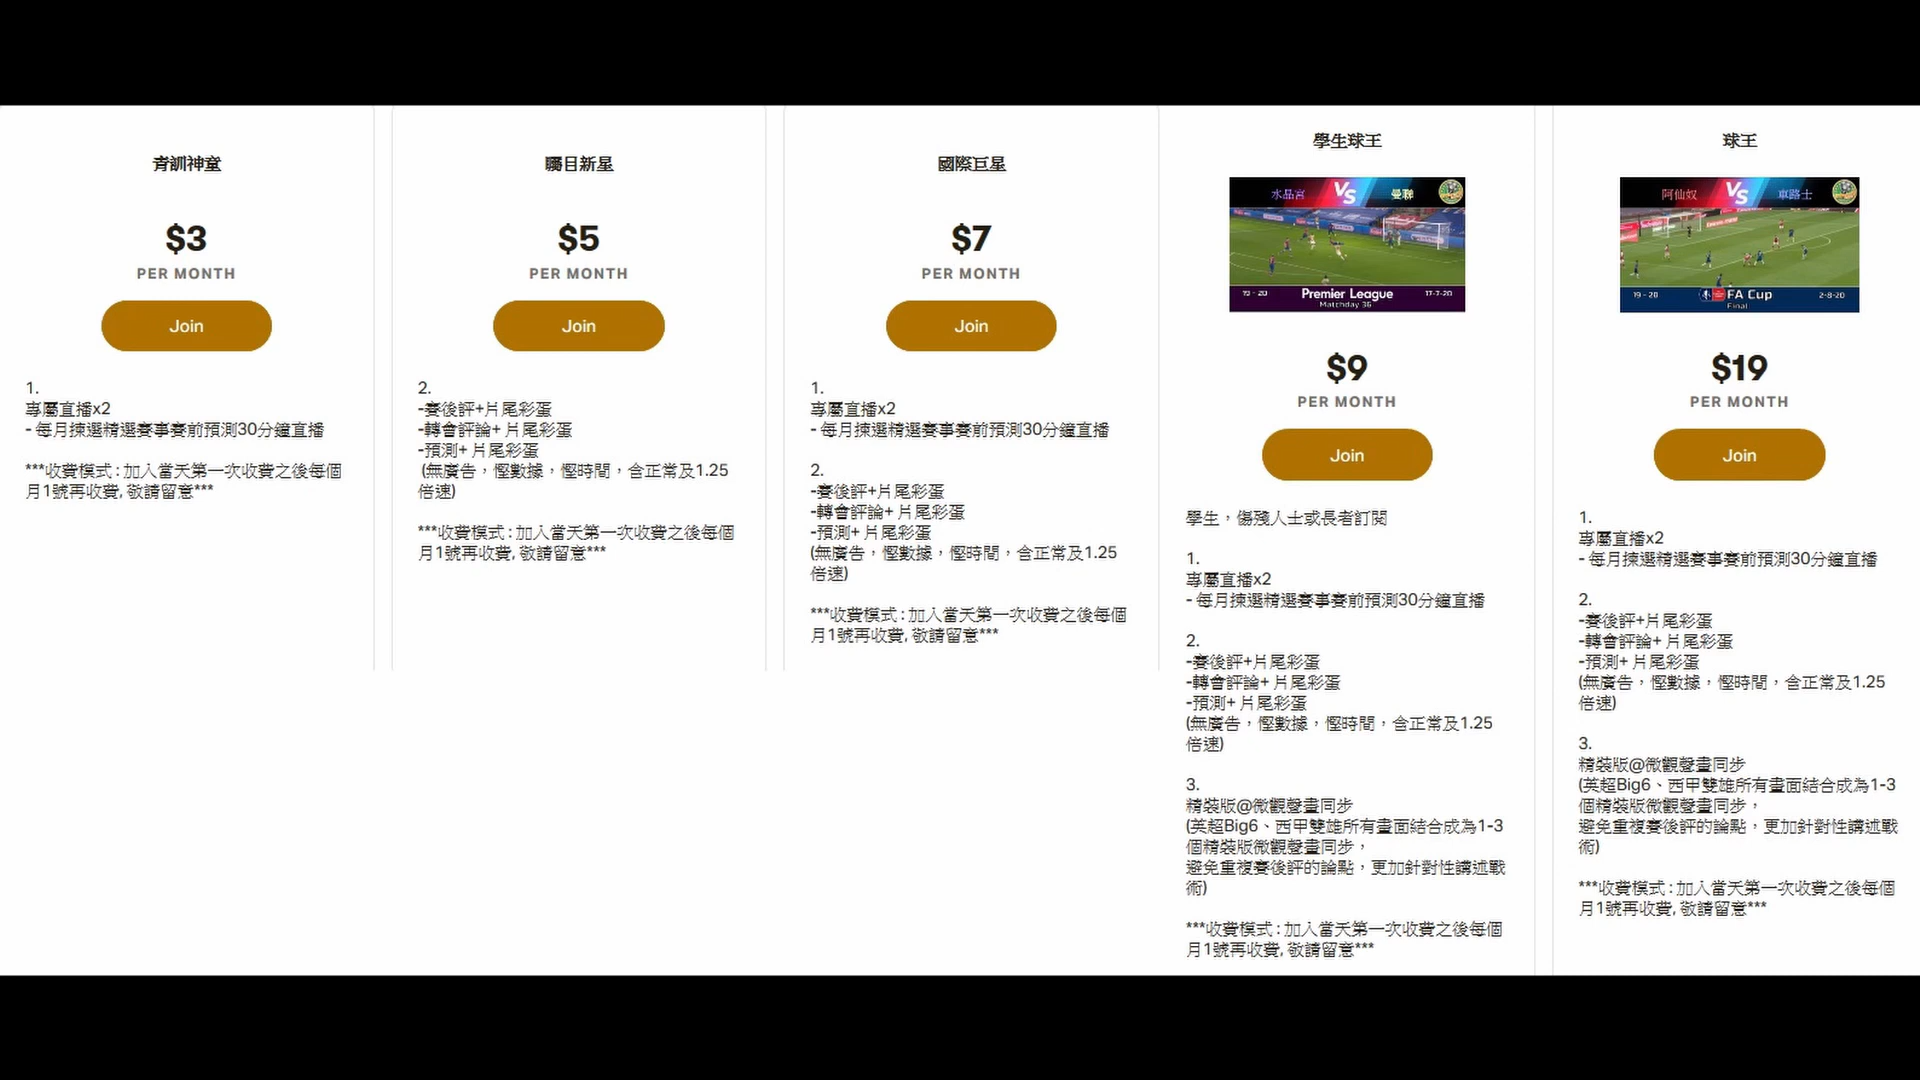 青訓神童
$3
PER MONTH
Join
1.
專屬直播x2
- 每月揀選精選賽事賽前預測30分鐘直播
***收費模式 : 加入當天第一次收費之後每個
月1號再收費, 敬請留意***
矚目新星
$5
PER MONTH
Join
2.
-賽後評+片尾彩蛋
-轉會評論+ 片尾彩蛋
-預測+ 片尾彩蛋
(無廣告，慳數據，慳時間，含正常及1.25
倍速)
***收費模式 : 加入當天第一次收費之後每個
月1號再收費, 敬請留意***
國際巨星
$7
PER MONTH
Join
1.
專屬直播x2
- 每月揀選精選賽事賽前預測30分鐘直播
2.
-賽後評+片尾彩蛋
-轉會評論+ 片尾彩蛋
-預測+ 片尾彩蛋
(無廣告，慳數據，慳時間，含正常及1.25
倍速)
***收費模式 : 加入當天第一次收費之後每個
月1號再收費, 敬請留意***
學生球王
水晶宮 VS 曼聯
19 - 20 Premier League 17-7-20
Matchday 36
$9
PER MONTH
Join
學生，傷殘人士或長者訂閱
1.
專屬直播x2
- 每月揀選精選賽事賽前預測30分鐘直播
2.
-賽後評+片尾彩蛋
-轉會評論+ 片尾彩蛋
-預測+ 片尾彩蛋
(無廣告，慳數據，慳時間，含正常及1.25
倍速)
3.
精裝版@微觀聲畫同步
(英超Big6、西甲雙雄所有畫面結合成為1-3
個精裝版微觀聲畫同步，
避免重複賽後評的論點，更加針對性講述戰
術)
***收費模式 : 加入當天第一次收費之後每個
月1號再收費, 敬請留意***
球王
阿仙奴 VS 車路士
19 - 20 FA Cup 2-8-20
Final
$19
PER MONTH
Join
1.
專屬直播x2
- 每月揀選精選賽事賽前預測30分鐘直播
2.
-賽後評+片尾彩蛋
-轉會評論+ 片尾彩蛋
-預測+ 片尾彩蛋
(無廣告，慳數據，慳時間，含正常及1.25
倍速)
3.
精裝版@微觀聲畫同步
(英超Big6、西甲雙雄所有畫面結合成為1-3
個精裝版微觀聲畫同步，
避免重複賽後評的論點，更加針對性講述戰
術)
***收費模式 : 加入當天第一次收費之後每個
月1號再收費, 敬請留意***